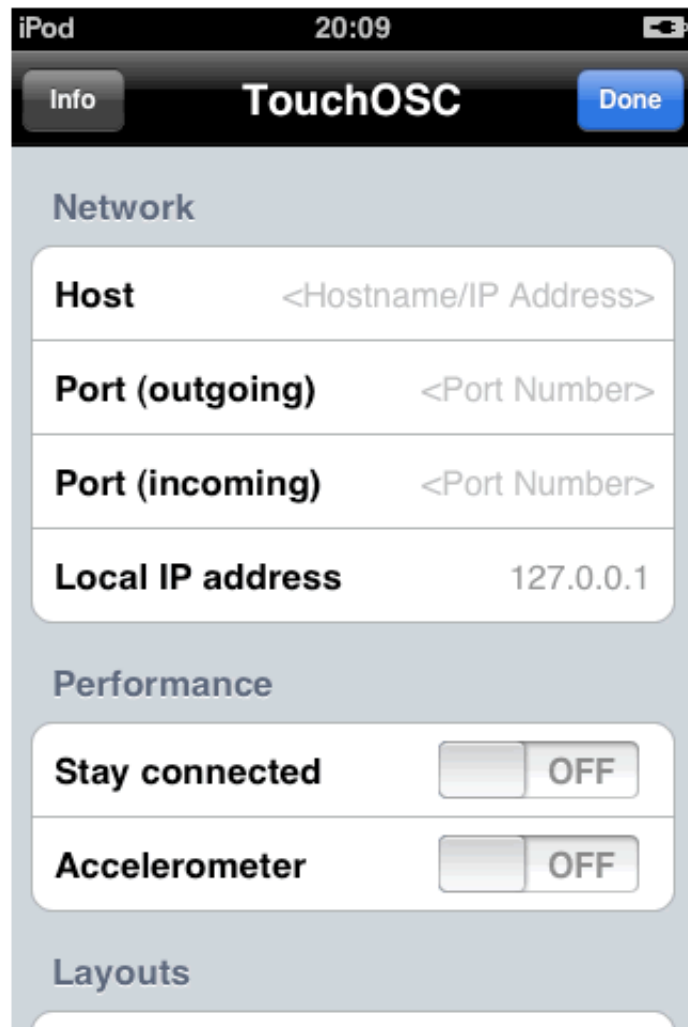 iPod 20:09
Info TouchOSC Done
Network
Host <Hostname/IP Address>
Port (outgoing) <Port Number>
Port (incoming) <Port Number>
Local IP address 127.0.0.1
Performance
Stay connected OFF
Accelerometer OFF
Layouts